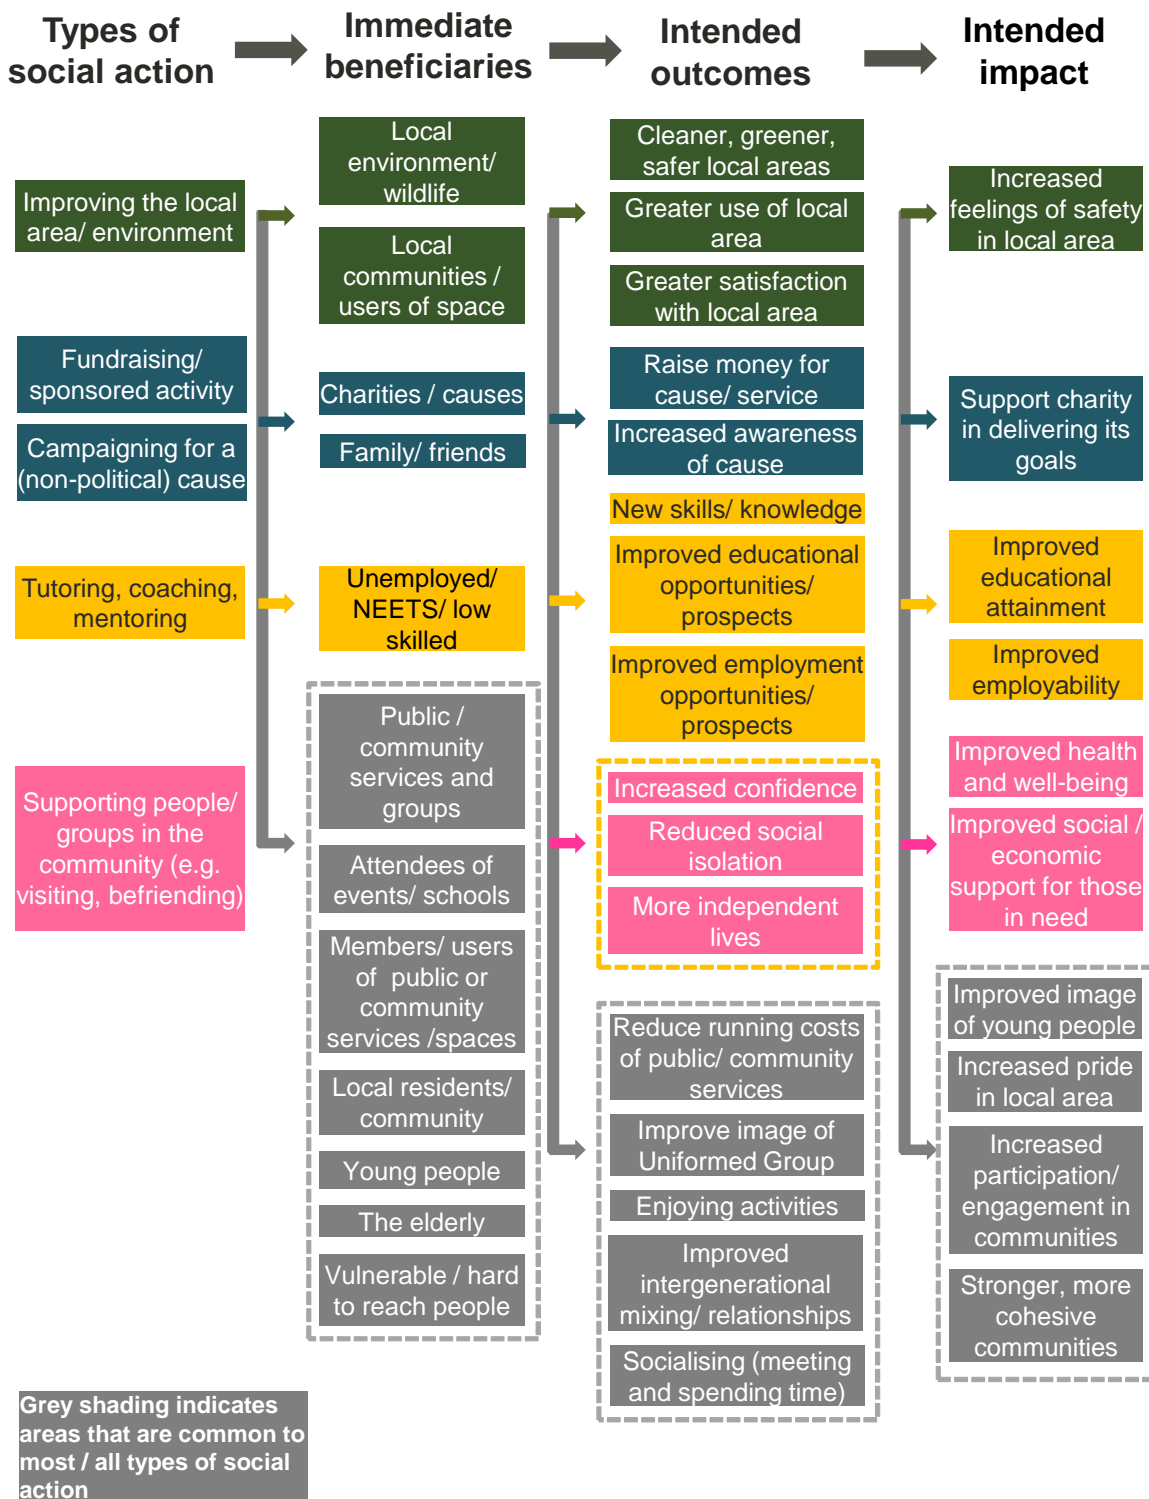 Types of
social action
Immediate
beneficiaries
Intended
outcomes
Intended
impact
Improving the local
area/ environment
Fundraising/
sponsored activity
Campaigning for a
(non-political) cause
Tutoring, coaching,
mentoring
Supporting people/
groups in the
community (e.g.
visiting, befriending)
Local
environment/
wildlife
Local
communities /
users of space
Charities / causes
Family/ friends
Unemployed/
NEETS/ low
skilled
Public /
community
services and
groups
Attendees of
events/ schools
Members/ users
of public or
community
services /spaces
Local residents/
community
Young people
The elderly
Vulnerable / hard
to reach people
Cleaner, greener,
safer local areas
Greater use of local
area
Greater satisfaction
with local area
Raise money for
cause/ service
Increased awareness
of cause
New skills/ knowledge
Improved educational
opportunities/
prospects
Improved employment
opportunities/
prospects
Increased confidence
Reduced social
isolation
More independent
lives
Reduce running costs
of public/ community
services
Improve image of
Uniformed Group
Enjoying activities
Improved
intergenerational
mixing/ relationships
Socialising (meeting
and spending time)
Increased
feelings of safety
in local area
Support charity
in delivering its
goals
Improved
educational
attainment
Improved
employability
Improved health
and well-being
Improved social /
economic
support for those
in need
Improved image
of young people
Increased pride
in local area
Increased
participation/
engagement in
communities
Stronger, more
cohesive
communities
Grey shading indicates
areas that are common to
most / all types of social
action